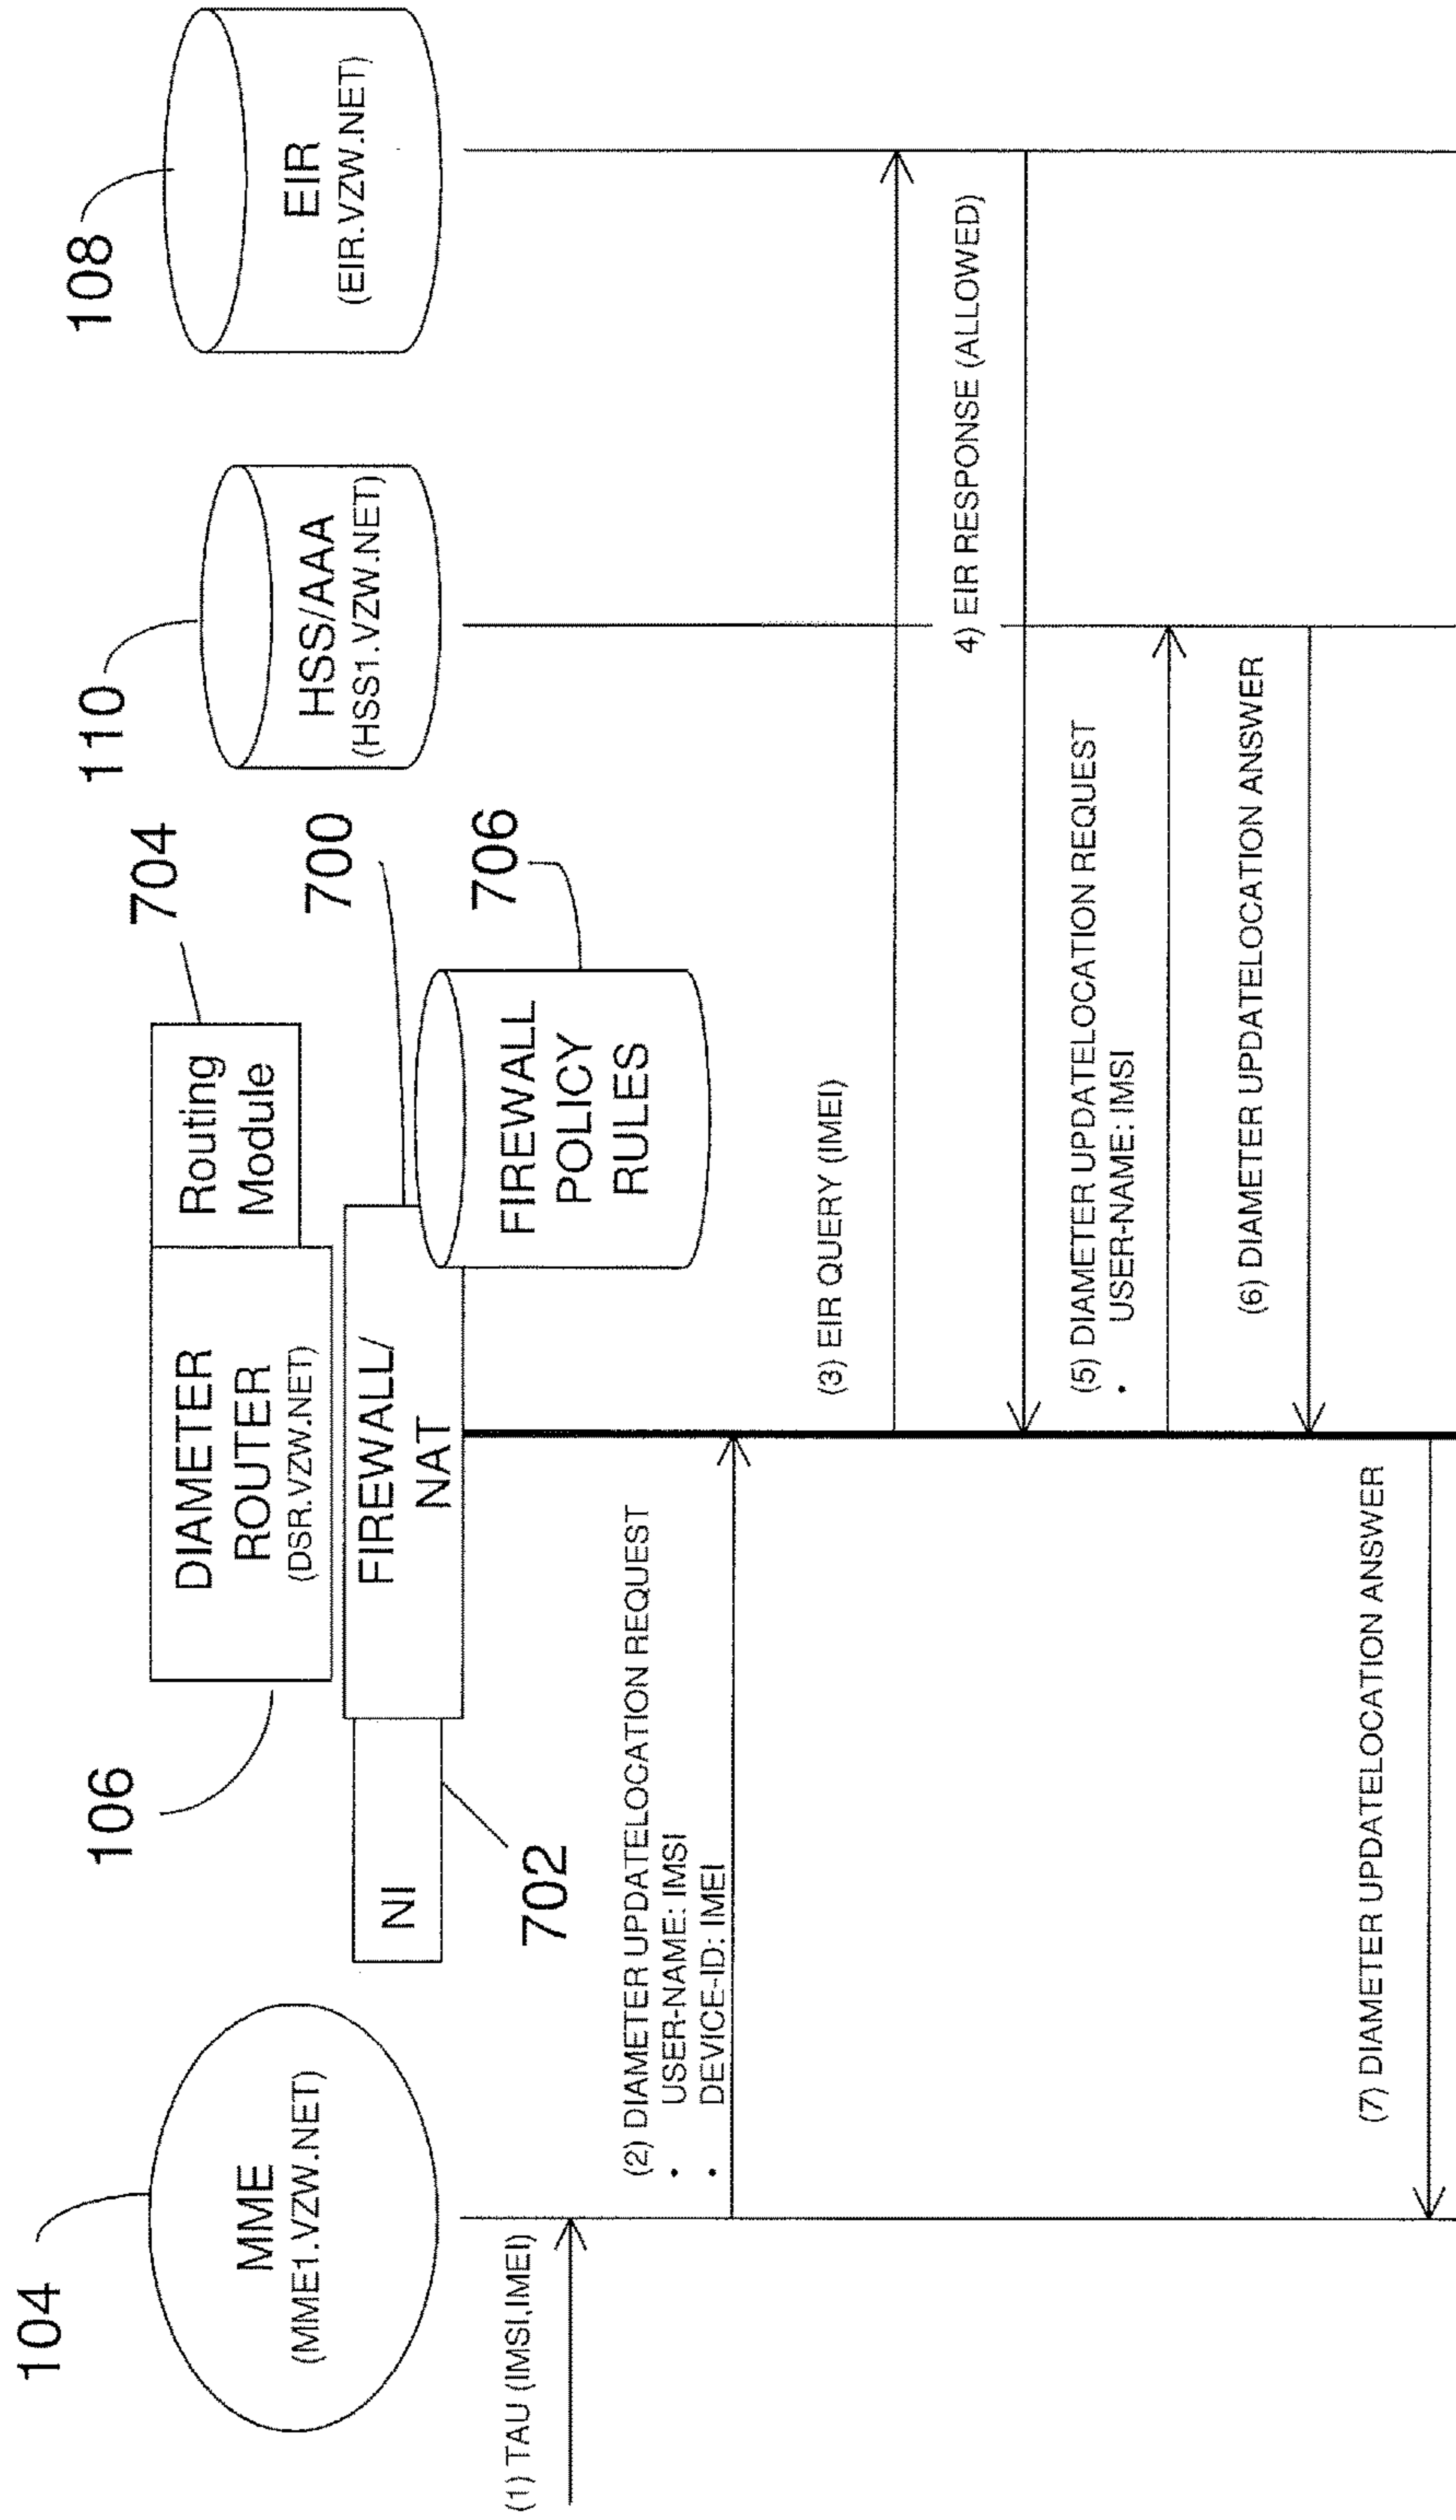 104
MME
(MME1.VZW.NET)
106
DIAMETER
ROUTER
(DSR.VZW.NET)
704
Routing
Module
NI
702
FIREWALL/
NAT
700
706
FIREWALL
POLICY
RULES
110
HSS/AAA
(HSS1.VZW.NET)
108
EIR
(EIR.VZW.NET)
(1) TAU (IMSI,IMEI)
(2) DIAMETER UPDATELOCATION REQUEST
• USER-NAME: IMSI
• DEVICE-ID: IMEI
(3) EIR QUERY (IMEI)
4) EIR RESPONSE (ALLOWED)
(5) DIAMETER UPDATELOCATION REQUEST
• USER-NAME: IMSI
(6) DIAMETER UPDATELOCATION ANSWER
(7) DIAMETER UPDATELOCATION ANSWER